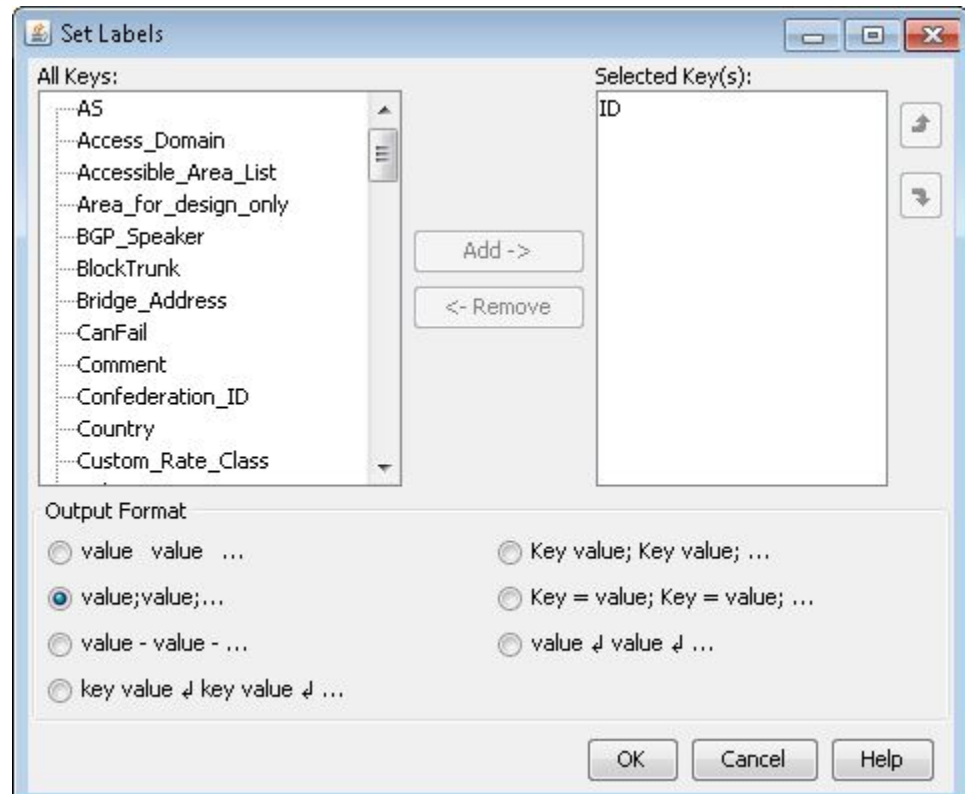 Set Labels
All Keys:
AS
Access_Domain
Accessible_Area_List
Area_for_design_only
BGP_Speaker
BlockTrunk
Bridge_Address
CanFail
Comment
Confederation_ID
Country
Custom_Rate_Class
Add ->
<- Remove
Selected Key(s):
ID
Output Format
value   value   ...
value;value;...
value - value - ...
key value ↲ key value ↲ ...
Key value; Key value; ...
Key = value; Key = value; ...
value ↲ value ↲ ...
OK
Cancel
Help